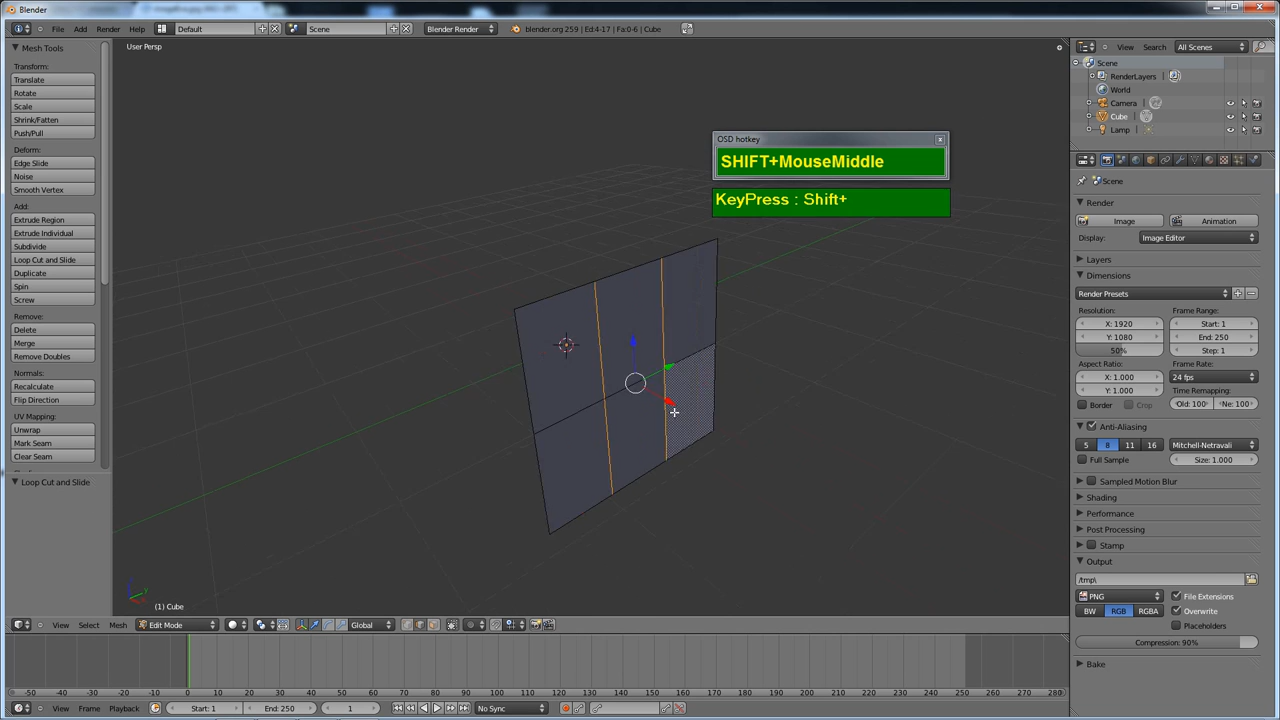 Blender
File Add Render Help Default Scene Blender Render blender.org 259 | Ed:4-17 | Fa:0-6 | Cube
View Search All Scenes
Mesh Tools
User Persp
Transform:
Translate
Rotate
Scale
Shrink/Fatten
Push/Pull
Deform:
Edge Slide
Noise
Smooth Vertex
Add:
Extrude Region
Extrude Individual
Subdivide
Loop Cut and Slide
Duplicate
Spin
Screw
Remove:
Delete
Merge
Remove Doubles
Normals:
Recalculate
Flip Direction
UV Mapping:
Unwrap
Mark Seam
Clear Seam
Loop Cut and Slide
OSD hotkey
SHIFT+MouseMiddle
KeyPress : Shift+
(1) Cube
View Select Mesh Edit Mode Global
Scene
RenderLayers
World
Camera
Cube
Lamp
Scene
Render
Image Animation
Display: Image Editor
Layers
Dimensions
Render Presets
Resolution: Frame Range:
X: 1920 Start: 1
Y: 1080 End: 250
50% Step: 1
Aspect Ratio: Frame Rate:
X: 1.000 24 fps
Y: 1.000 Time Remapping:
Border Crop Old: 100 Ne: 100
Anti-Aliasing
5 8 11 16 Mitchell-Netravali
Full Sample Size: 1.000
Sampled Motion Blur
Shading
Performance
Post Processing
Stamp
Output
/tmp\
PNG File Extensions
BW RGB RGBA Overwrite
Placeholders
Compression: 90%
Bake
-50 -40 -30 -20 -10 0 10 20 30 40 50 60 70 80 90 100 110 120 130 140 150 160 170 180 190 200 210 220 230 240 250 260 270 280
View Frame Playback Start: 1 End: 250 1 No Sync